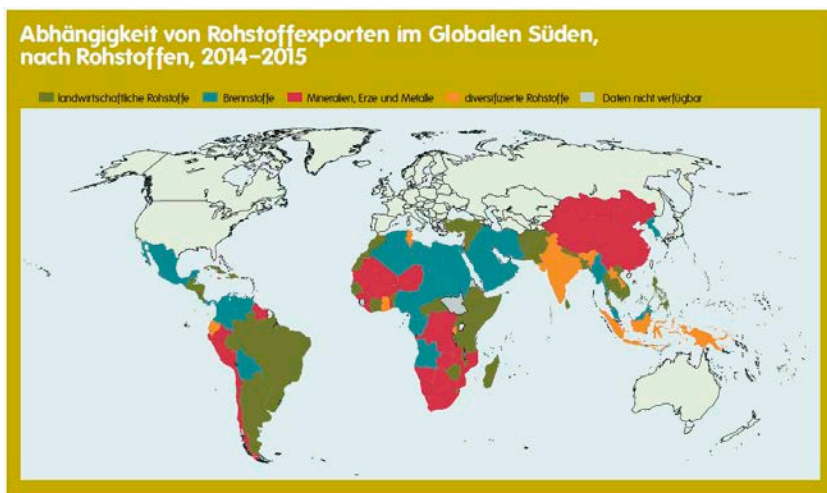 Abhängigkeit von Rohstoffexporten im Globalen Süden,
nach Rohstoffen, 2014–2015
landwirtschaftliche Rohstoffe Brennstoffe Mineralien, Erze und Metalle diversifizierte Rohstoffe Daten nicht verfügbar